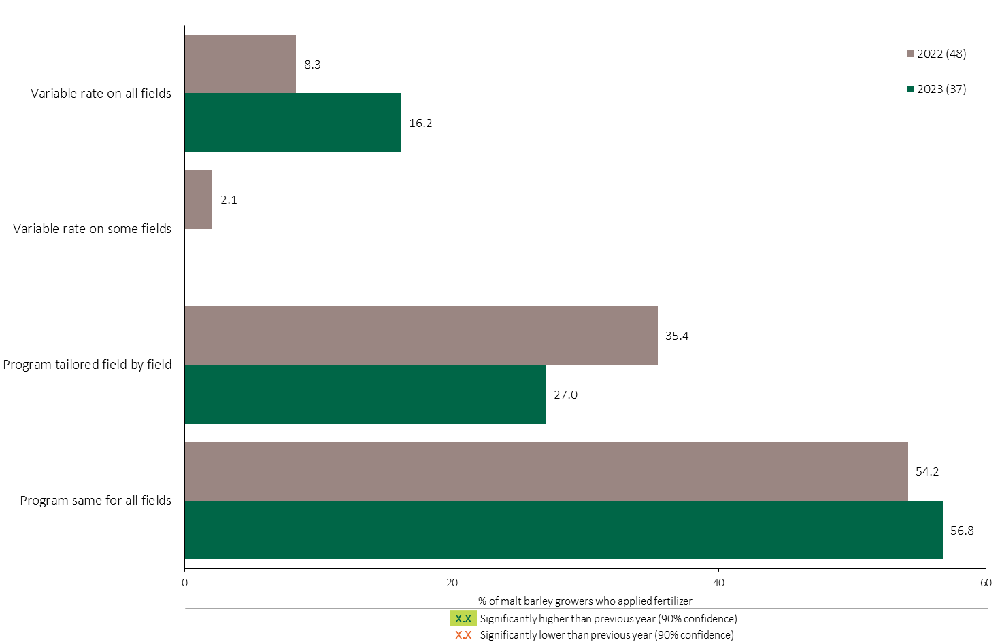 2022 (48)
2023 (37)
Variable rate on all fields
8.3
16.2
Variable rate on some fields
2.1
Program tailored field by field
35.4
27.0
Program same for all fields
54.2
56.8
0 20 40 60
% of malt barley growers who applied fertilizer
X.X Significantly higher than previous year (90% confidence)
X.X Significantly lower than previous year (90% confidence)